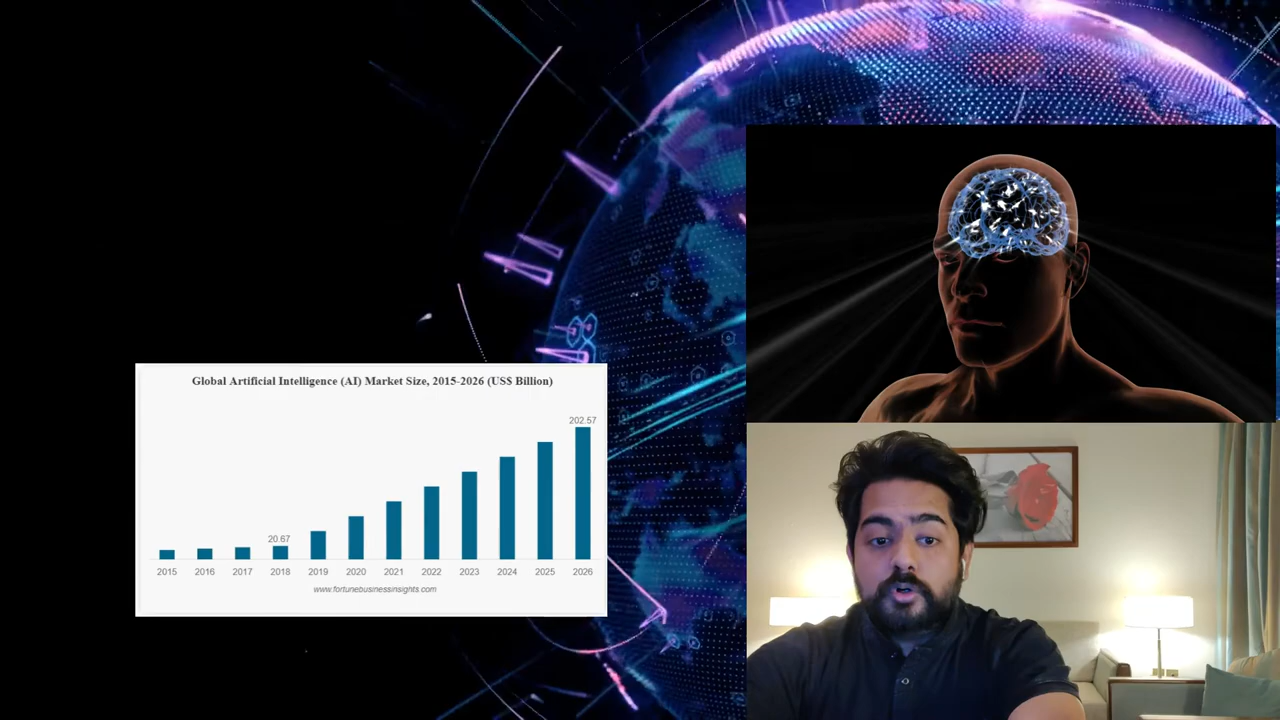 Global Artificial Intelligence (AI) Market Size, 2015-2026 (US$ Billion)
202.57
20.67
2015 2016 2017 2018 2019 2020 2021 2022 2023 2024 2025 2026
www.fortunebusinessinsights.com